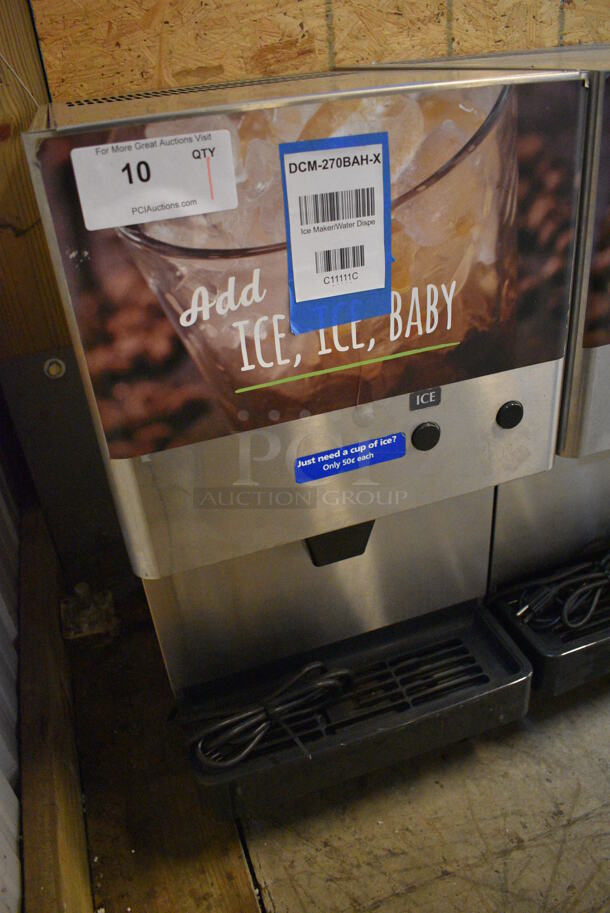 For More Great Auctions Visit
10
QTY
1
PCIAuctions.com
DCM-270BAH-X
Ice Maker/Water Dispe
C11111C
Add
ICE, ICE, BABY
ICE
Just need a cup of ice?
Only 50¢ each
PCI
AUCTION GROUP